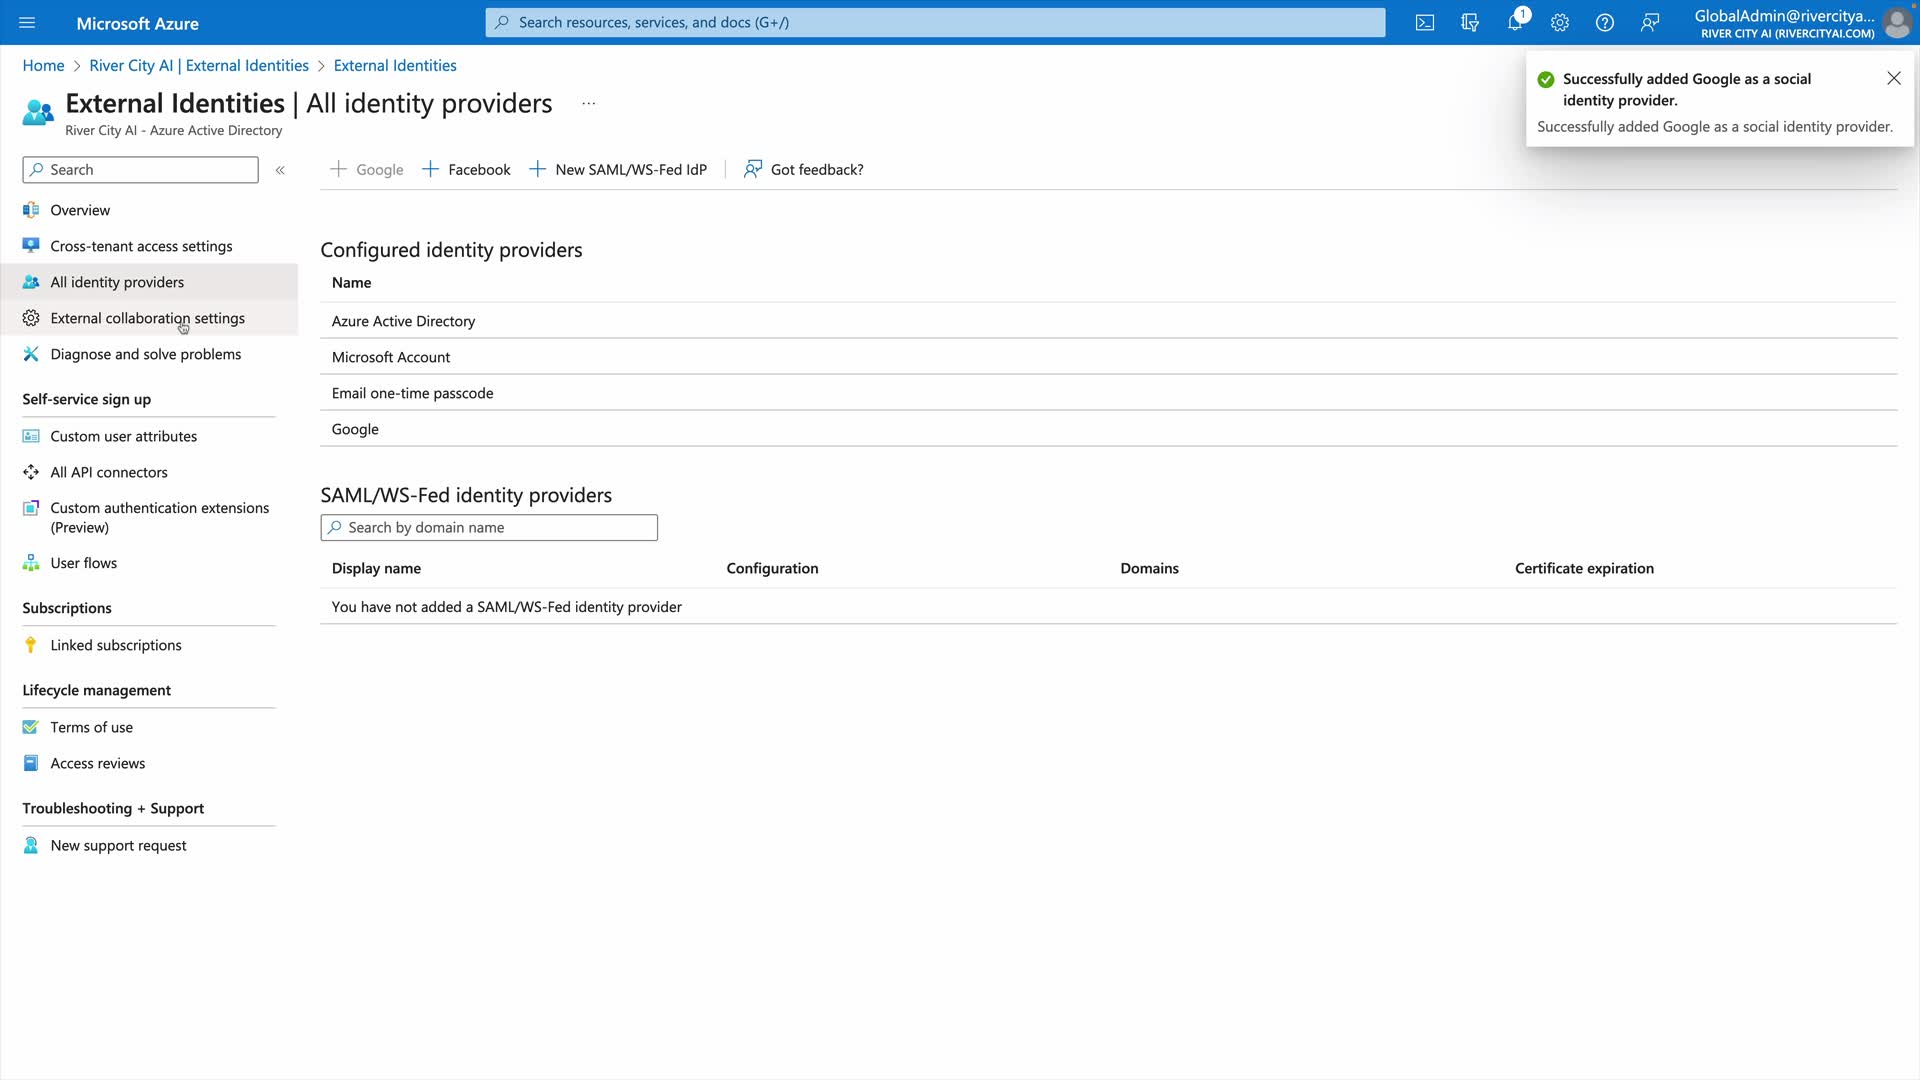 Microsoft Azure
Search resources, services, and docs (G+/)
1
GlobalAdmin@rivercitya...
RIVER CITY AI (RIVERCITYAI.COM)
Home > River City AI | External Identities > External Identities
External Identities | All identity providers ...
River City AI - Azure Active Directory
Successfully added Google as a social
identity provider.
Successfully added Google as a social identity provider.
Search «
Google Facebook New SAML/WS-Fed IdP Got feedback?
Overview
Cross-tenant access settings
All identity providers
External collaboration settings
Diagnose and solve problems
Self-service sign up
Custom user attributes
All API connectors
Custom authentication extensions
(Preview)
User flows
Subscriptions
Linked subscriptions
Lifecycle management
Terms of use
Access reviews
Troubleshooting + Support
New support request
Configured identity providers
Name
Azure Active Directory
Microsoft Account
Email one-time passcode
Google
SAML/WS-Fed identity providers
Search by domain name
Display name Configuration Domains Certificate expiration
You have not added a SAML/WS-Fed identity provider